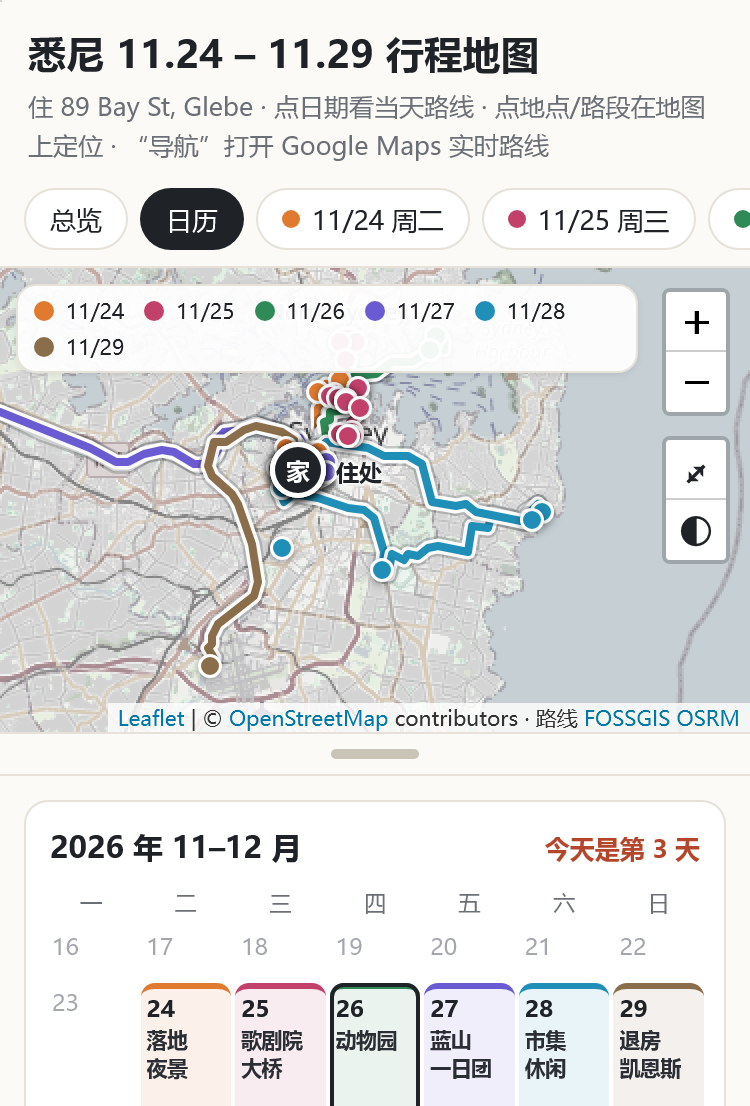 悉尼 11.24 – 11.29 行程地图
住 89 Bay St, Glebe · 点日期看当天路线 · 点地点/路段在地图
上定位 · “导航”打开 Google Maps 实时路线
总览 日历 11/24 周二 11/25 周三
11/24 11/25 11/26 11/27 11/28
11/29
+
−
家 住处
Leaflet | © OpenStreetMap contributors · 路线 FOSSGIS OSRM
2026 年 11–12 月 今天是第 3 天
一 二 三 四 五 六 日
16 17 18 19 20 21 22
23 24 25 26 27 28 29
落地 歌剧院 动物园 蓝山 市集 退房
夜景 大桥 一日团 休闲 凯恩斯